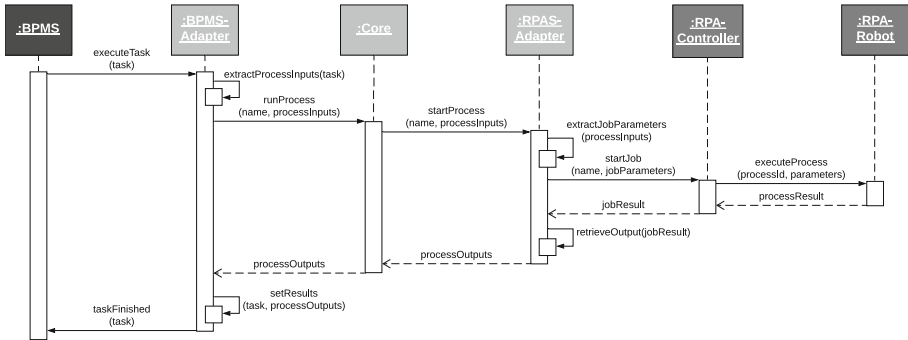 :BPMS
:BPMS-
Adapter
:Core
:RPAS-
Adapter
:RPA-
Controller
:RPA-
Robot
executeTask
(task)
extractProcessInputs(task)
runProcess
(name, processInputs)
startProcess
(name, processInputs)
extractJobParameters
(processInputs)
startJob
(name, jobParameters)
executeProcess
(processId, parameters)
processResult
jobResult
retrieveOutput(jobResult)
processOutputs
processOutputs
setResults
(task, processOutputs)
taskFinished
(task)